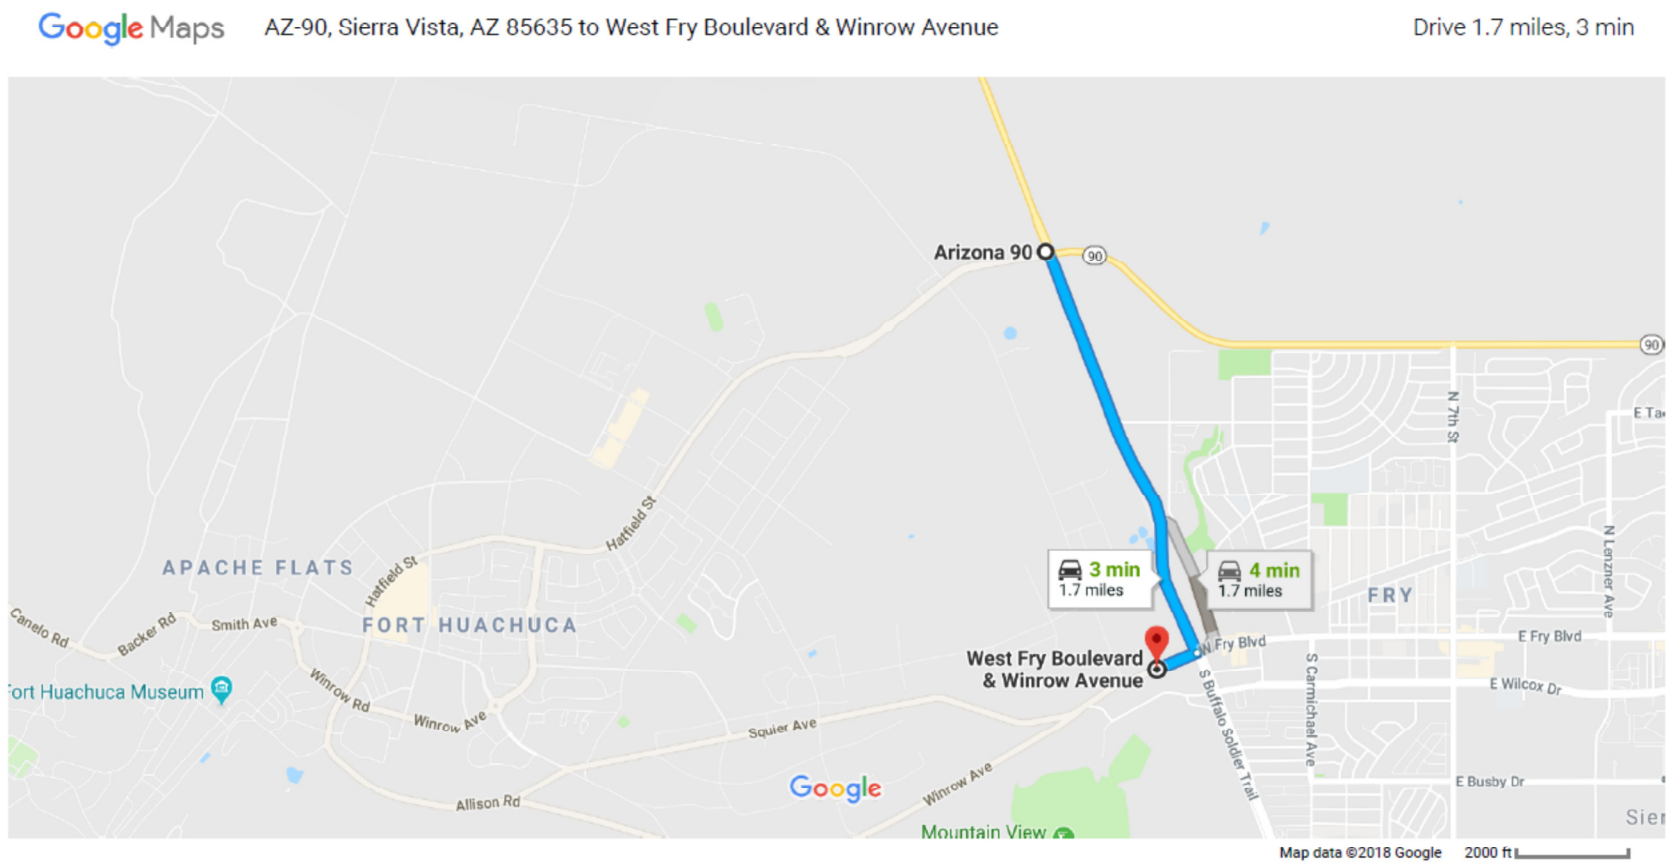 Google Maps
AZ-90, Sierra Vista, AZ 85635 to West Fry Boulevard & Winrow Avenue
Drive 1.7 miles, 3 min
Arizona 90
90
90
N 7th St
E Ta
Hatfield St
N Lenzner Ave
APACHE FLATS
Hatfield St
3 min
1.7 miles
4 min
1.7 miles
FRY
Canelo Rd
Backer Rd
Smith Ave
FORT HUACHUCA
W Fry Blvd
E Fry Blvd
West Fry Boulevard
& Winrow Avenue
S Buffalo Soldier Trail
S Carmichael Ave
E Wilcox Dr
Fort Huachuca Museum
Winrow Rd
Winrow Ave
Squier Ave
Google
Winrow Ave
E Busby Dr
Allison Rd
Sier
Mountain View
Map data ©2018 Google
2000 ft